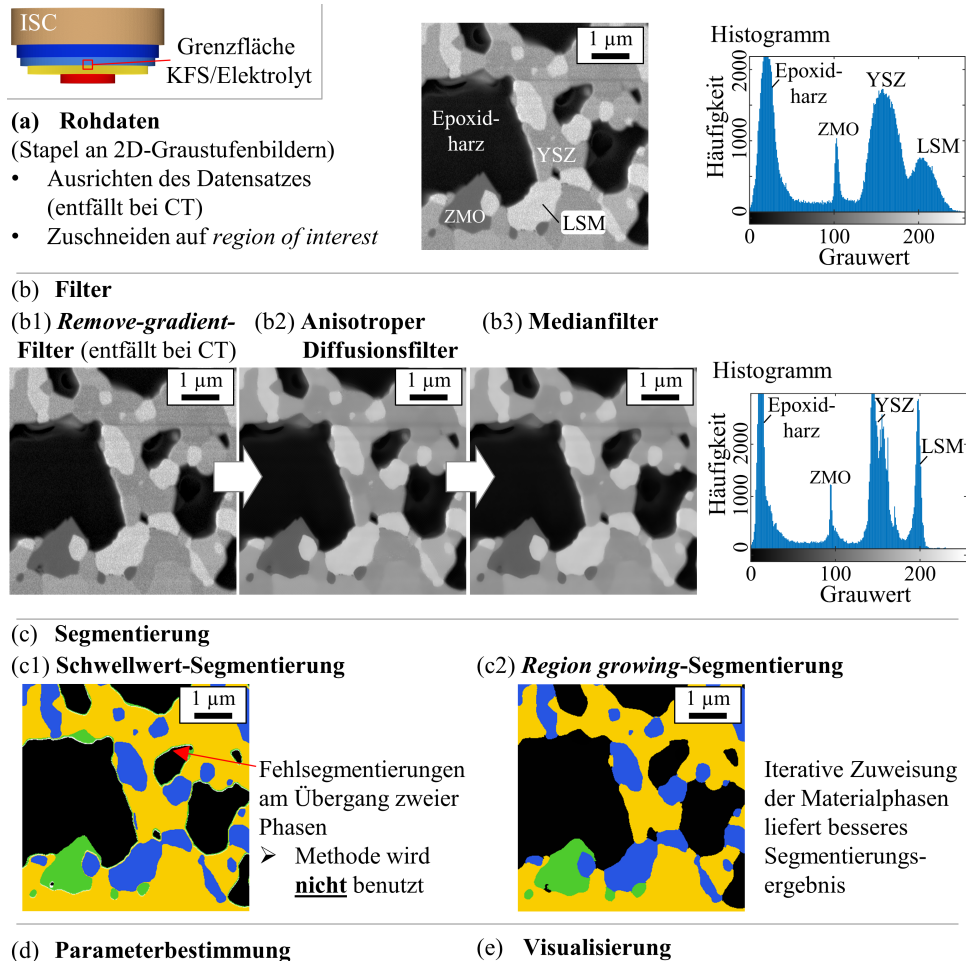 ISC
Grenzfläche
KFS/Elektrolyt
(a) Rohdaten
(Stapel an 2D-Graustufenbildern)
• Ausrichten des Datensatzes
(entfällt bei CT)
• Zuschneiden auf region of interest
1 µm
Epoxid-
harz
YSZ
ZMO
LSM
Histogramm
Häufigkeit
2000
1000
0
Epoxid-
harz
ZMO
YSZ
LSM
0 100 200
Grauwert
(b) Filter
(b1) Remove-gradient-
Filter (entfällt bei CT)
(b2) Anisotroper
Diffusionsfilter
(b3) Medianfilter
1 µm
1 µm
1 µm
Histogramm
Häufigkeit
2000
1000
0
Epoxid-
harz
ZMO
YSZ
LSM
0 100 200
Grauwert
(c) Segmentierung
(c1) Schwellwert-Segmentierung
1 µm
Fehlsegmentierungen
am Übergang zweier
Phasen
➢ Methode wird
nicht benutzt
(c2) Region growing-Segmentierung
1 µm
Iterative Zuweisung
der Materialphasen
liefert besseres
Segmentierungs-
ergebnis
(d) Parameterbestimmung
(e) Visualisierung